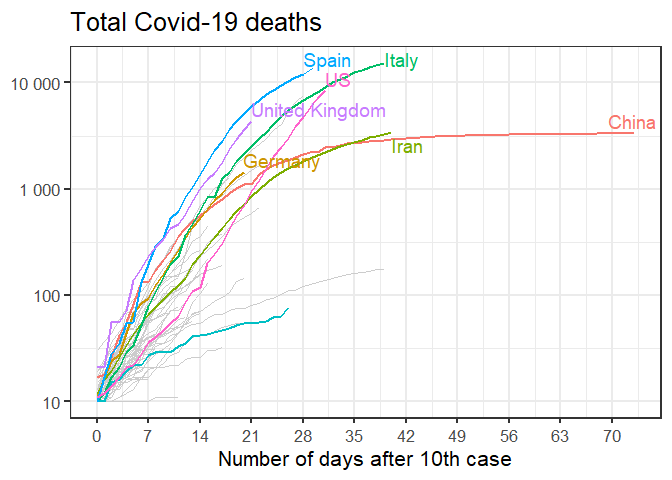 Total Covid-19 deaths
Spain
Italy
10 000
US
United Kingdom
China
Iran
Germany
1 000
100
10
0 7 14 21 28 35 42 49 56 63 70
Number of days after 10th case